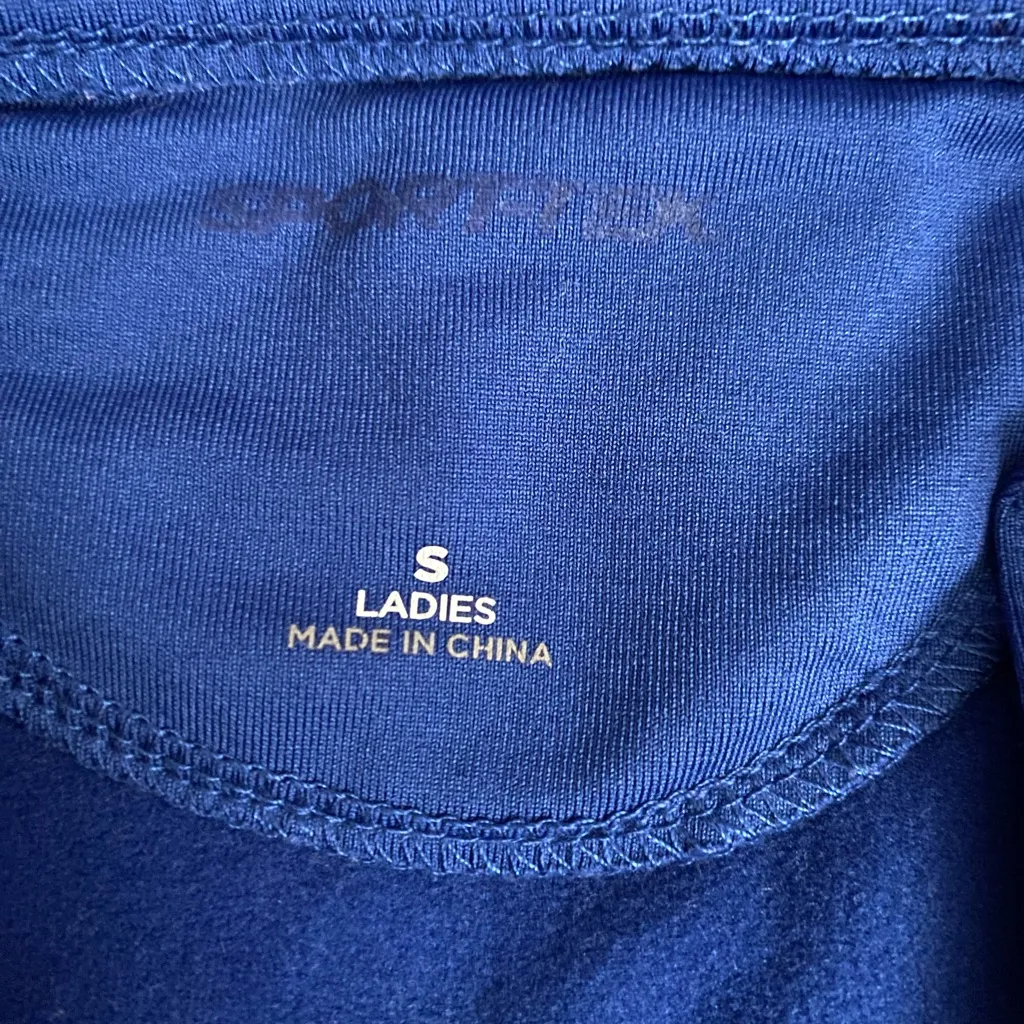 SPORT-TEK
S
LADIES
MADE IN CHINA